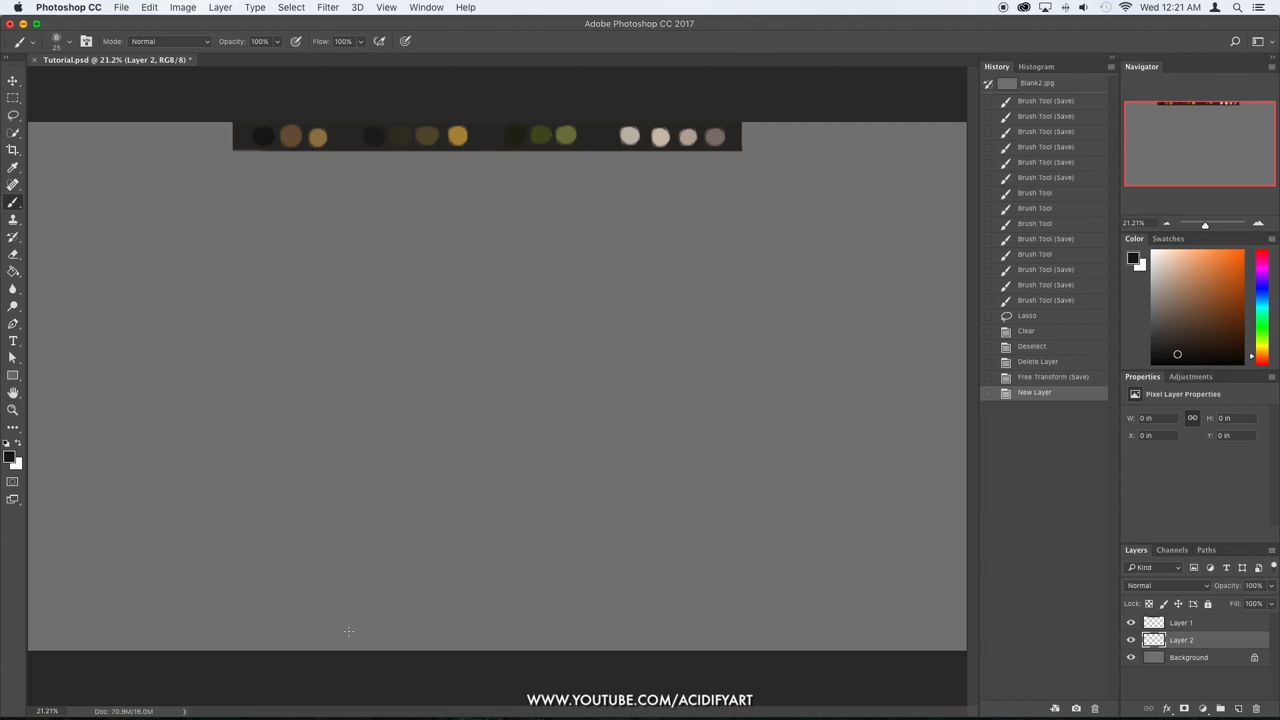 Photoshop CC File Edit Image Layer Type Select Filter 3D View Window Help Wed 12:21 AM
Adobe Photoshop CC 2017
25 Mode: Normal Opacity: 100% Flow: 100%
Tutorial.psd @ 21.2% (Layer 2, RGB/8) *
History Histogram
Blank2.jpg
Brush Tool (Save)
Brush Tool (Save)
Brush Tool (Save)
Brush Tool (Save)
Brush Tool (Save)
Brush Tool (Save)
Brush Tool
Brush Tool
Brush Tool
Brush Tool (Save)
Brush Tool
Brush Tool (Save)
Brush Tool (Save)
Brush Tool (Save)
Lasso
Clear
Deselect
Delete Layer
Free Transform (Save)
New Layer
Navigator
21.21%
Color Swatches
Properties Adjustments
Pixel Layer Properties
W: 0 in H: 0 in
X: 0 in Y: 0 in
Layers Channels Paths
Kind
Normal Opacity: 100%
Lock: Fill: 100%
Layer 1
Layer 2
Background
WWW.YOUTUBE.COM/ACIDIFYART
21.21% Doc: 70.9M/16.0M